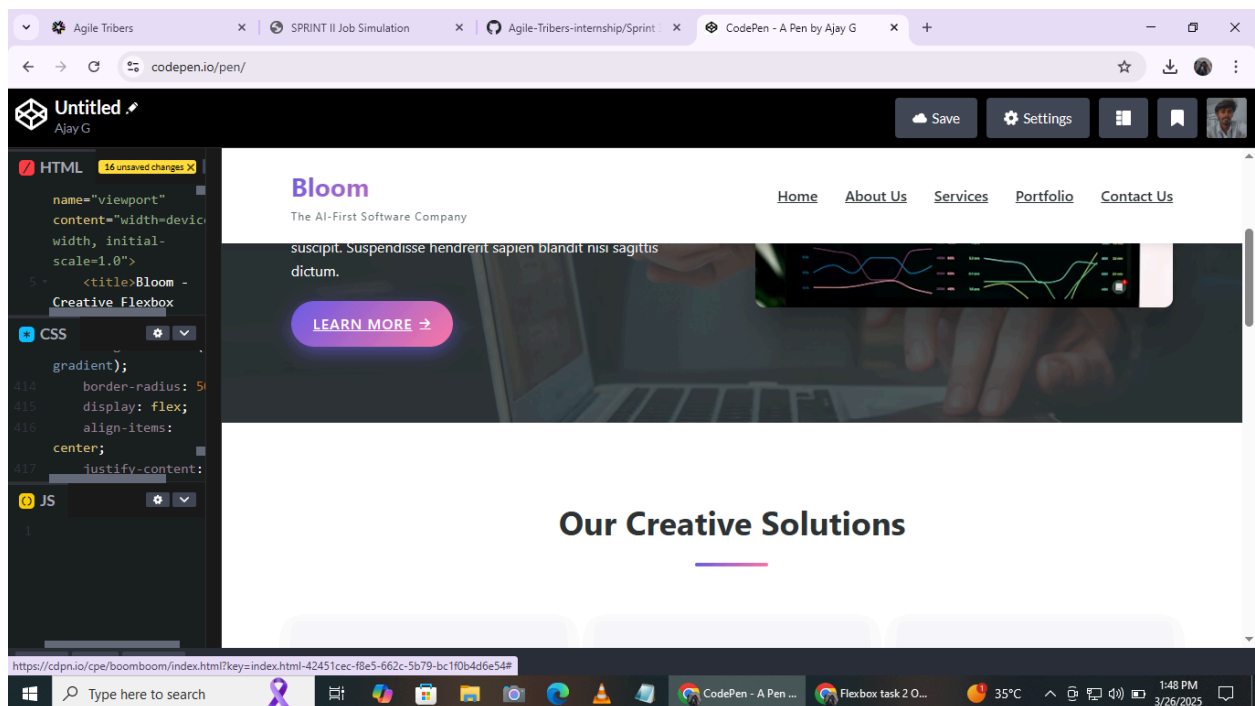 Agile Tribers
SPRINT II Job Simulation
Agile-Tribers-internship/Sprint
CodePen - A Pen by Ajay G
codepen.io/pen/
Untitled
Ajay G
Save
Settings
HTML
16 unsaved changes X
name="viewport"
content="width=devic
width, initial-
scale=1.0">
5
<title>Bloom -
Creative Flexbox
CSS
gradient);
414 border-radius: 50
415 display: flex;
416 align-items:
center;
417 justify-content:
JS
1
Bloom
The AI-First Software Company
Home About Us Services Portfolio Contact Us
suscipit. Suspendisse hendrerit sapien blandit nisi sagittis
dictum.
LEARN MORE →
Our Creative Solutions
https://cdpn.io/cpe/boomboom/index.html?key=index.html-42451cec-f8e5-662c-5b79-bc1f0b4d6e54#
Type here to search
CodePen - A Pen ...
Flexbox task 2 O...
35°C
1:48 PM
3/26/2025